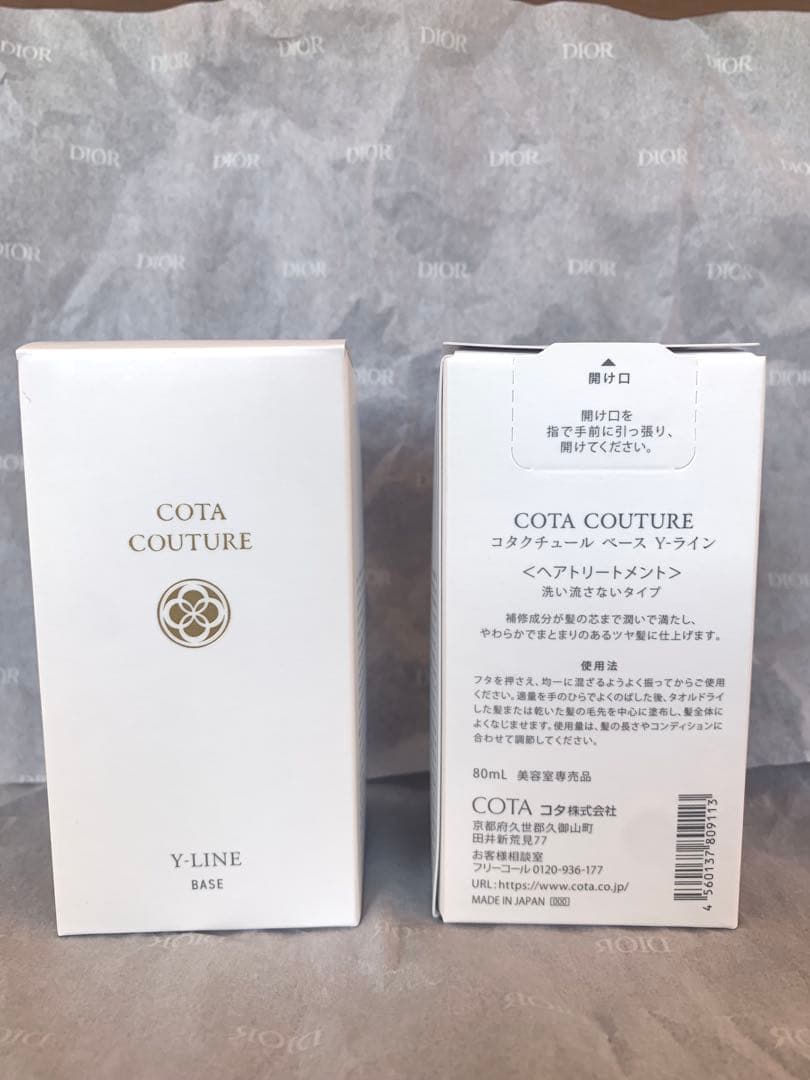 DIOR DIOR DIOR DIOR
DIOR DIOR DIOR DIOR DIOR
DIOR DIOR DIOR DIOR DIOR
COTA
COUTURE
Y-LINE
BASE
▲
開け口
開け口を
指で手前に引っ張り、
開けてください。
COTA COUTURE
コタクチュール ベース Y-ライン
＜ヘアトリートメント＞
洗い流さないタイプ
補修成分が髪の芯まで潤いで満たし、
やわらかでまとまりのあるツヤ髪に仕上げます。
使用法
フタを押さえ、均一に混ざるようよく振ってからご使用
ください。適量を手のひらでよくのばした後、タオルドライ
した髪または乾いた髪の毛先を中心に塗布し、髪全体に
よくなじませます。使用量は、髪の長さやコンディションに
合わせて調節してください。
80mL 美容室専売品
COTA コタ株式会社
京都府久世郡久御山町
田井新荒見77
お客様相談室
フリーコール 0120-936-177
URL:https://www.cota.co.jp/
MADE IN JAPAN 000
4 560137 809113